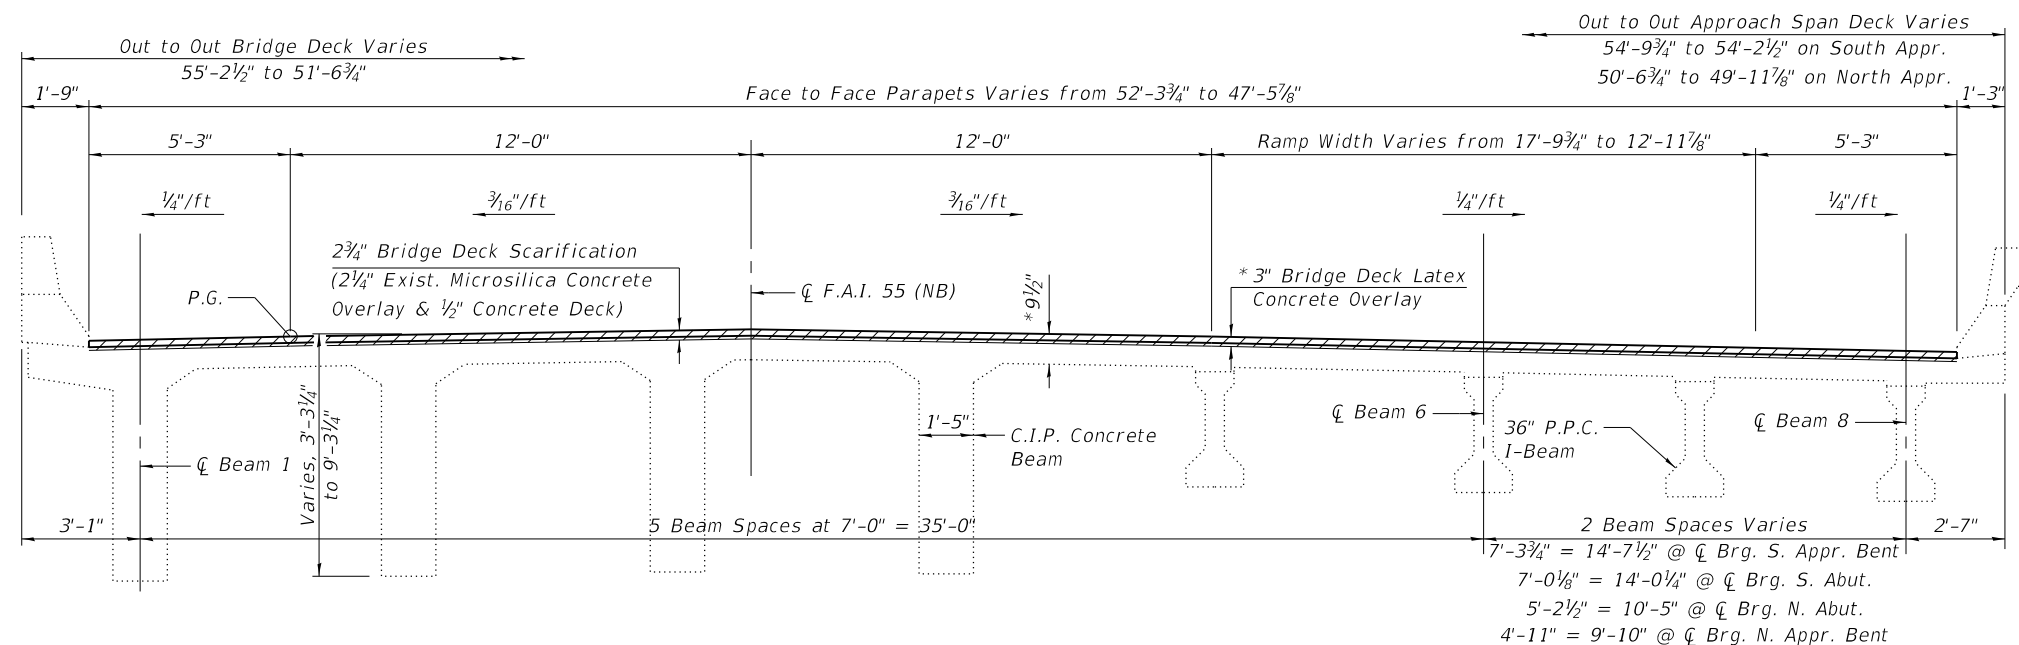 Out to Out Approach Span Deck Varies
54'-9¾" to 54'-2½" on South Appr.
50'-6¾" to 49'-11⅞" on North Appr.
Out to Out Bridge Deck Varies
55'-2½" to 51'-6¾"
1'-9"
Face to Face Parapets Varies from 52'-3¾" to 47'-5⅞"
1'-3"
5'-3"
12'-0"
12'-0"
Ramp Width Varies from 17'-9¾" to 12'-11⅞"
5'-3"
¼"/ft
3/16"/ft
3/16"/ft
¼"/ft
¼"/ft
2¾" Bridge Deck Scarification
(2¼" Exist. Microsilica Concrete
Overlay & ½" Concrete Deck)
P.G.
℄ F.A.I. 55 (NB)
* 9½"
* 3" Bridge Deck Latex
Concrete Overlay
Varies, 3'-3¼"
to 9'-3¼"
1'-5"
C.I.P. Concrete
Beam
℄ Beam 1
℄ Beam 6
36" P.P.C.
I-Beam
℄ Beam 8
3'-1"
5 Beam Spaces at 7'-0" = 35'-0"
2 Beam Spaces Varies
2'-7"
7'-3¾" = 14'-7½" @ ℄ Brg. S. Appr. Bent
7'-0⅛" = 14'-0¼" @ ℄ Brg. S. Abut.
5'-2½" = 10'-5" @ ℄ Brg. N. Abut.
4'-11" = 9'-10" @ ℄ Brg. N. Appr. Bent